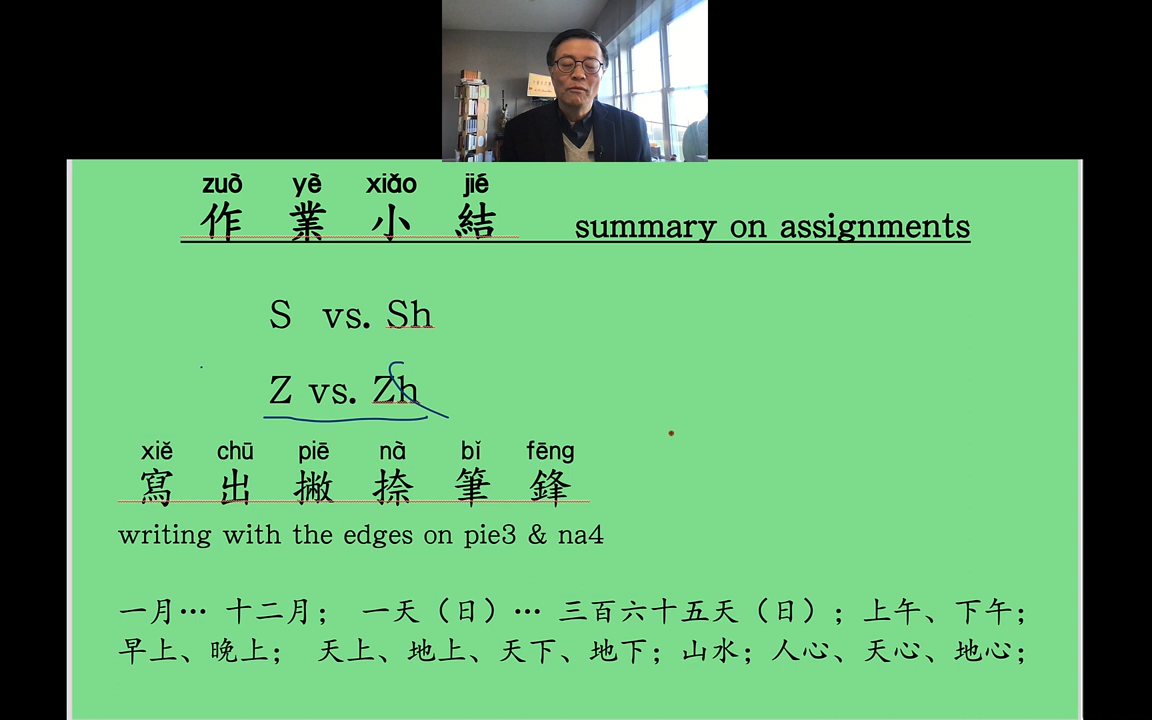 zuò yè xiǎo jié
作 業 小 結 summary on assignments
S vs. Sh
Z vs. Zh
xiě chū piē nà bǐ fēng
寫 出 撇 捺 筆 鋒
writing with the edges on pie3 & na4
一月… 十二月； 一天（日）… 三百六十五天（日）；上午、下午；
早上、晚上； 天上、地上、天下、地下；山水；人心、天心、地心；